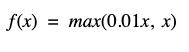 f(x) = max(0.01x, x)